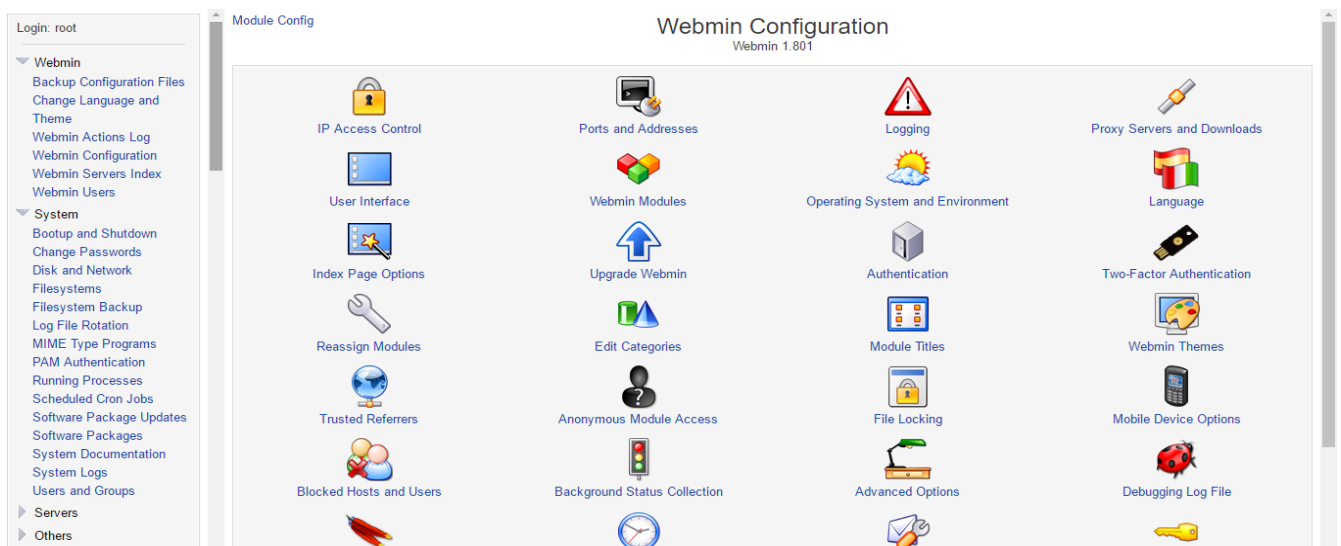 Login: root
Webmin
Backup Configuration Files
Change Language and
Theme
Webmin Actions Log
Webmin Configuration
Webmin Servers Index
Webmin Users
System
Bootup and Shutdown
Change Passwords
Disk and Network
Filesystems
Filesystem Backup
Log File Rotation
MIME Type Programs
PAM Authentication
Running Processes
Scheduled Cron Jobs
Software Package Updates
Software Packages
System Documentation
System Logs
Users and Groups
Servers
Others
Module Config
Webmin Configuration
Webmin 1.801
IP Access Control
Ports and Addresses
Logging
Proxy Servers and Downloads
User Interface
Webmin Modules
Operating System and Environment
Language
Index Page Options
Upgrade Webmin
Authentication
Two-Factor Authentication
Reassign Modules
Edit Categories
Module Titles
Webmin Themes
Trusted Referrers
Anonymous Module Access
File Locking
Mobile Device Options
Blocked Hosts and Users
Background Status Collection
Advanced Options
Debugging Log File